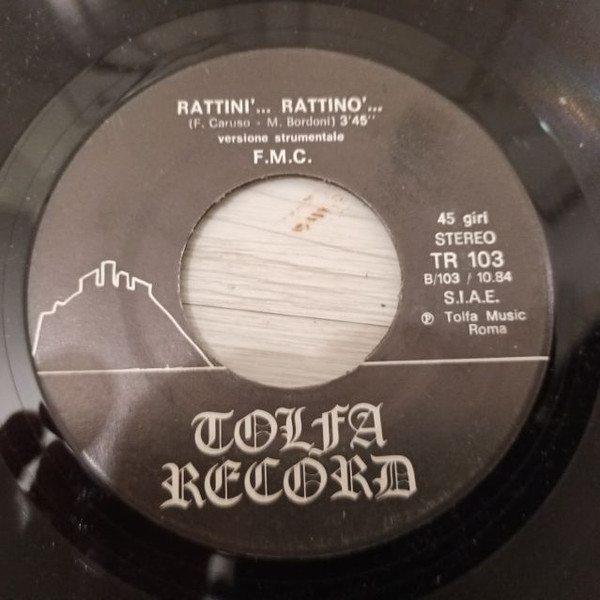 RATTINI'... RATTINO'...
(F. Caruso - M. Bordoni) 3'45''
versione strumentale
F.M.C.
45 giri
STEREO
TR 103
B/103 / 10.84
S.I.A.E.
℗ Tolfa Music
Roma
TOLFA
RECORD